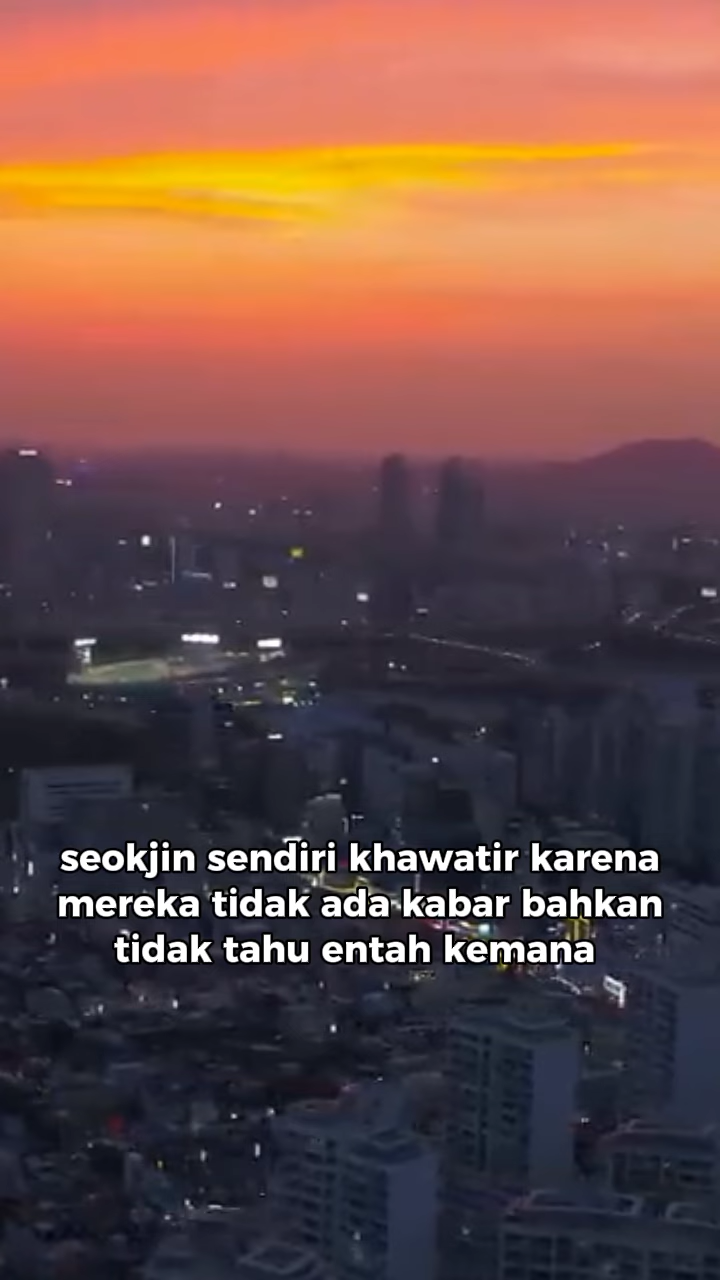 seokjin sendiri khawatir karena
mereka tidak ada kabar bahkan
tidak tahu entah kemana